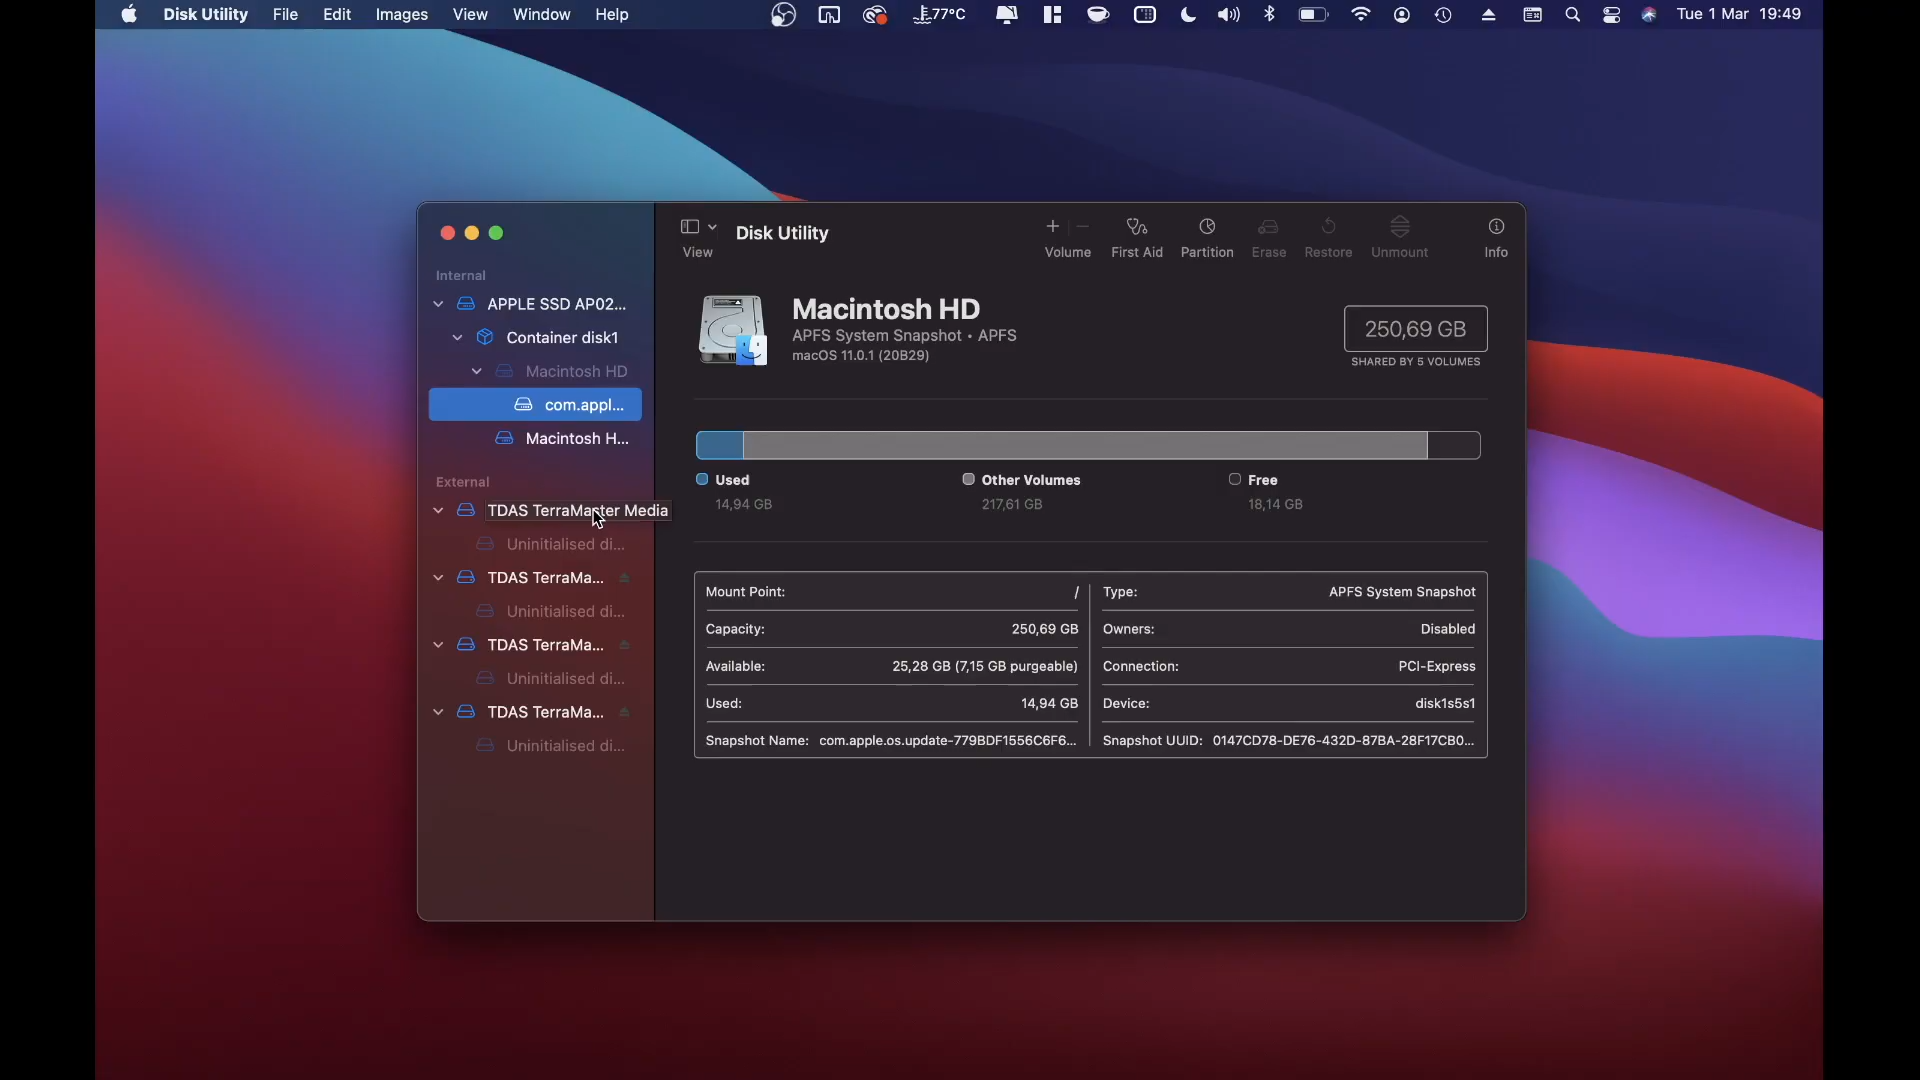 Disk Utility File Edit Images View Window Help 77°C Tue 1 Mar 19:49
Disk Utility
View
Volume First Aid Partition Erase Restore Unmount Info
Internal
APPLE SSD AP02...
Container disk1
Macintosh HD
com.appl...
Macintosh H...
External
TDAS TerraMaster Media
Uninitialised di...
TDAS TerraMa...
Uninitialised di...
TDAS TerraMa...
Uninitialised di...
TDAS TerraMa...
Uninitialised di...
Macintosh HD
APFS System Snapshot • APFS
macOS 11.0.1 (20B29)
250,69 GB
SHARED BY 5 VOLUMES
Used Other Volumes Free
14,94 GB 217,61 GB 18,14 GB
Mount Point: / Type: APFS System Snapshot
Capacity: 250,69 GB Owners: Disabled
Available: 25,28 GB (7,15 GB purgeable) Connection: PCI-Express
Used: 14,94 GB Device: disk1s5s1
Snapshot Name: com.apple.os.update-779BDF1556C6F6... Snapshot UUID: 0147CD78-DE76-432D-87BA-28F17CB0...